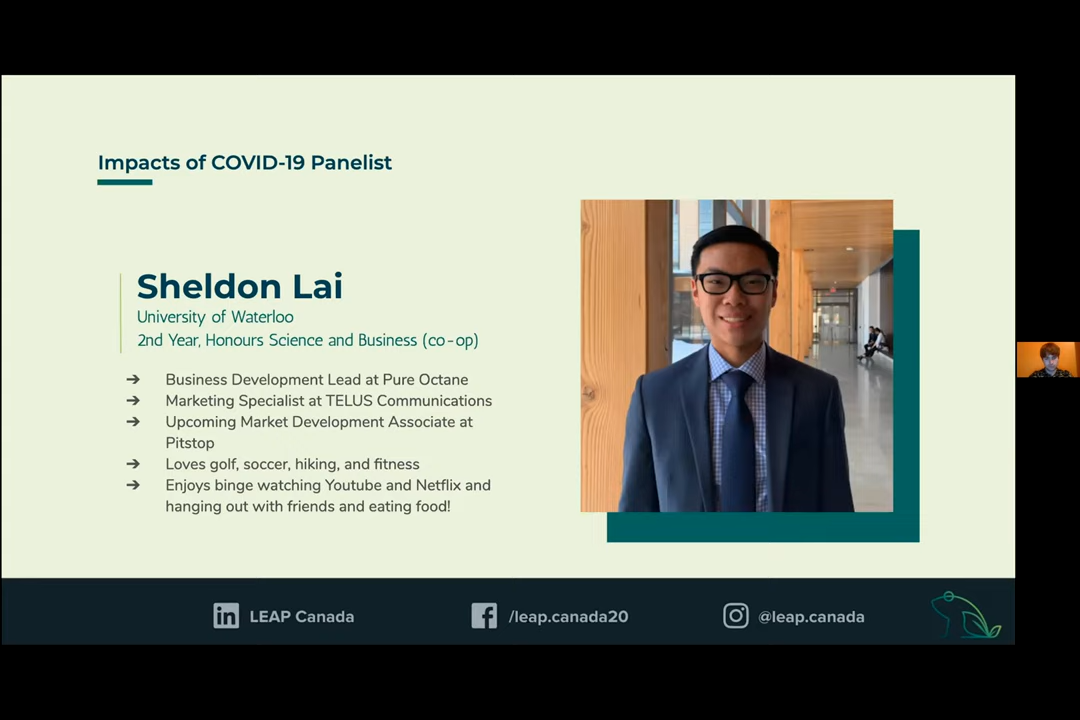 Impacts of COVID-19 Panelist
Sheldon Lai
University of Waterloo
2nd Year, Honours Science and Business (co-op)
➔ Business Development Lead at Pure Octane
➔ Marketing Specialist at TELUS Communications
➔ Upcoming Market Development Associate at
Pitstop
➔ Loves golf, soccer, hiking, and fitness
➔ Enjoys binge watching Youtube and Netflix and
hanging out with friends and eating food!
in LEAP Canada
/leap.canada20
@leap.canada